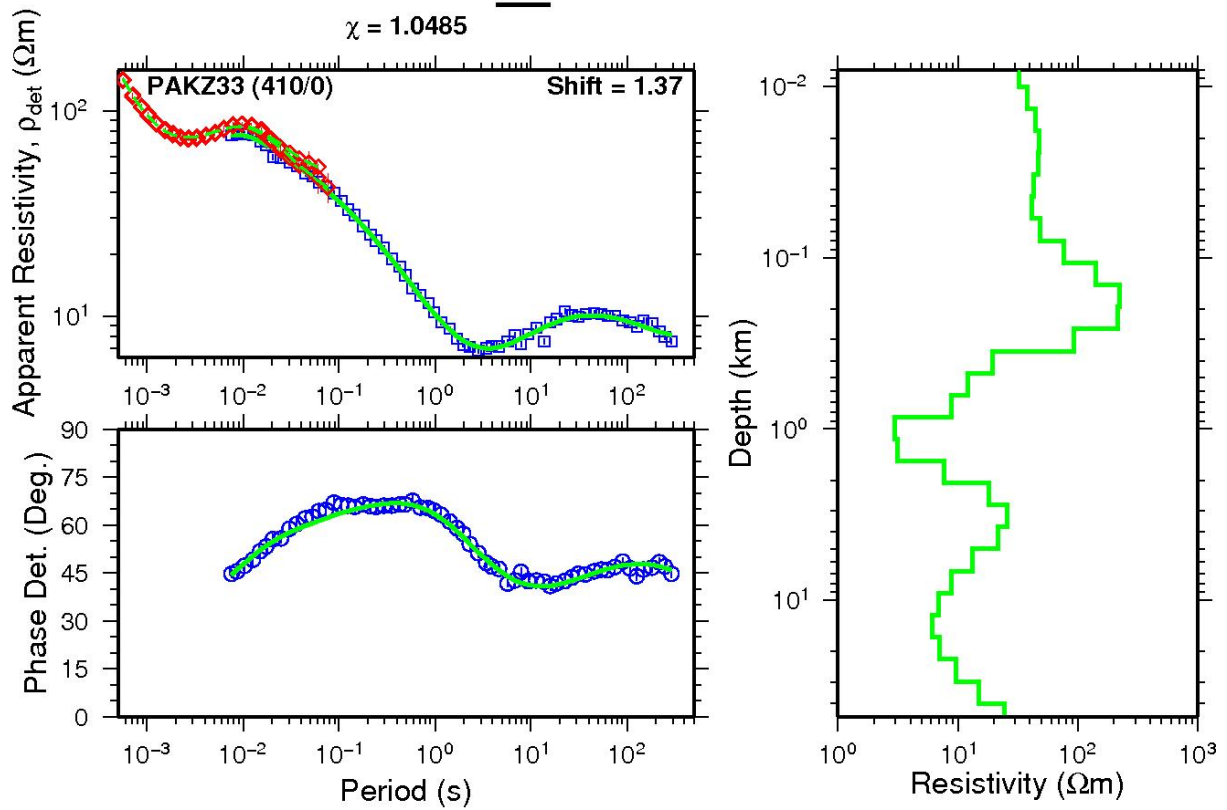 χ = 1.0485
PAKZ33 (410/0)
Shift = 1.37
Apparent Resistivity, ρdet (Ωm)
10²
10¹
10⁻³ 10⁻² 10⁻¹ 10⁰ 10¹ 10²
Phase Det. (Deg.)
90
75
60
45
30
15
0
10⁻³ 10⁻² 10⁻¹ 10⁰ 10¹ 10²
Period (s)
Depth (km)
10⁻²
10⁻¹
10⁰
10¹
10⁰ 10¹ 10² 10³
Resistivity (Ωm)